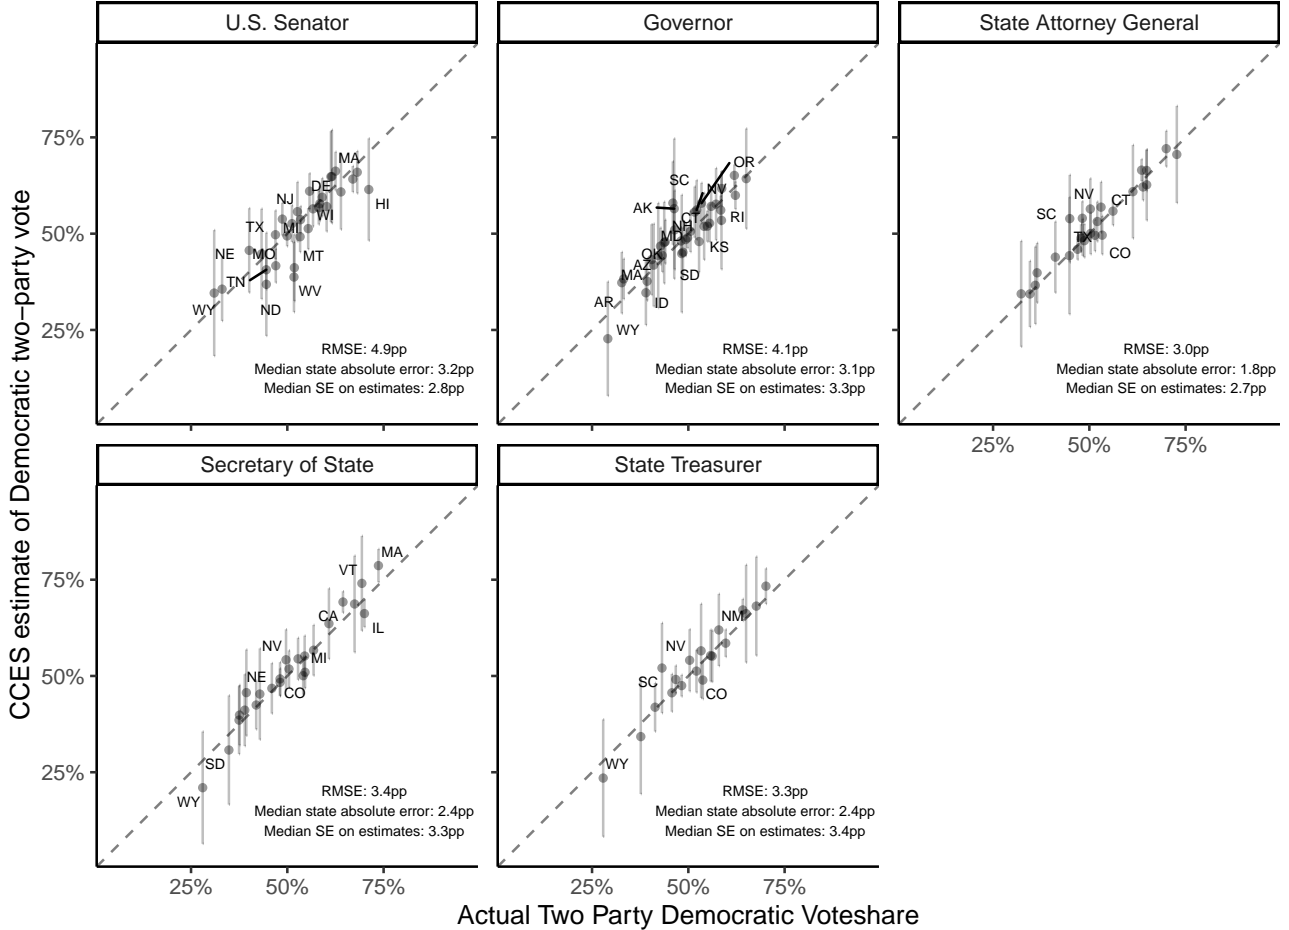 U.S. Senator
Governor
State Attorney General
CCES estimate of Democratic two−party vote
75%
50%
25%
MA
DE
HI
NJ
WI
TX
MI
NE
MO
MT
TN
WV
WY
ND
RMSE: 4.9pp
Median state absolute error: 3.2pp
Median SE on estimates: 2.8pp
OR
SC
NV
AK
CT
RI
NH
MD
KS
OK
AZ
MA
SD
AR
ID
WY
RMSE: 4.1pp
Median state absolute error: 3.1pp
Median SE on estimates: 3.3pp
NV
CT
SC
TX
CO
RMSE: 3.0pp
Median state absolute error: 1.8pp
Median SE on estimates: 2.7pp
25%
50%
75%
Secretary of State
State Treasurer
75%
50%
25%
MA
VT
CA
IL
NV
MI
NE
CO
SD
WY
RMSE: 3.4pp
Median state absolute error: 2.4pp
Median SE on estimates: 3.3pp
NM
NV
SC
CO
WY
RMSE: 3.3pp
Median state absolute error: 2.4pp
Median SE on estimates: 3.4pp
25%
50%
75%
25%
50%
75%
Actual Two Party Democratic Voteshare